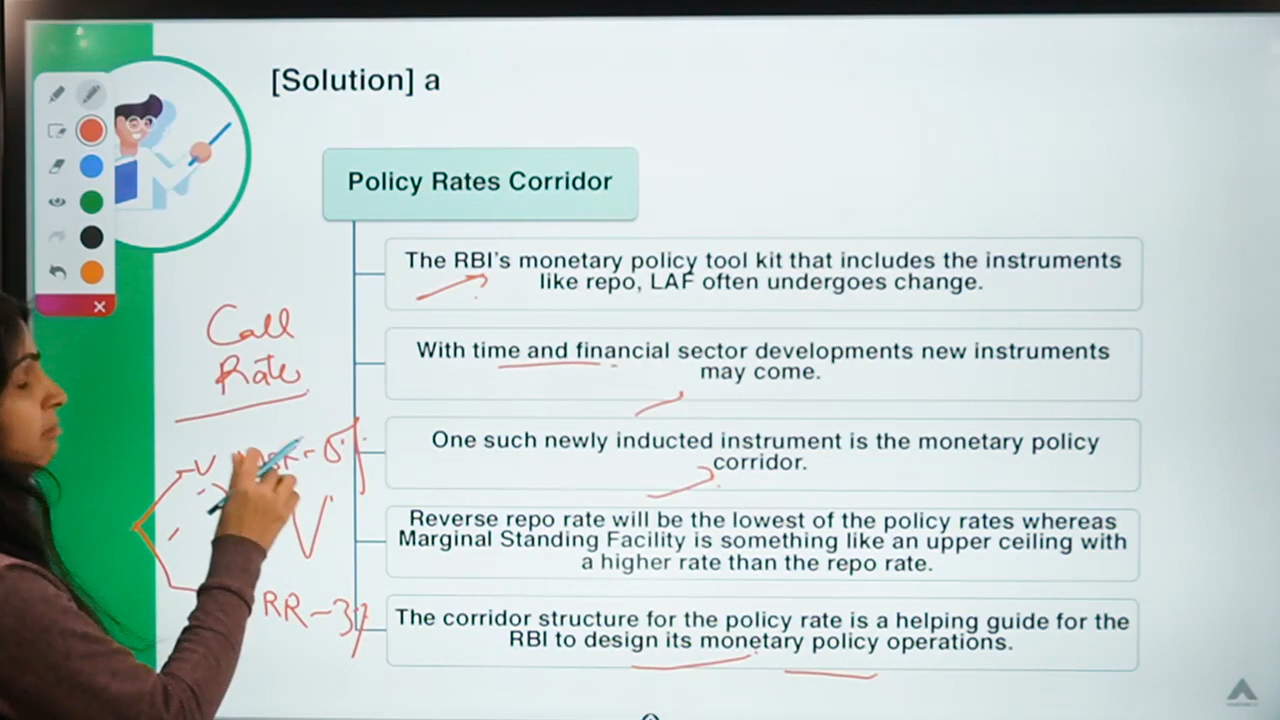 [Solution] a
Policy Rates Corridor
The RBI's monetary policy tool kit that includes the instruments
like repo, LAF often undergoes change.
With time and financial sector developments new instruments
may come.
One such newly inducted instrument is the monetary policy
corridor.
Reverse repo rate will be the lowest of the policy rates whereas
Marginal Standing Facility is something like an upper ceiling with
a higher rate than the repo rate.
The corridor structure for the policy rate is a helping guide for the
RBI to design its monetary policy operations.
Call
Rate
RR-3%